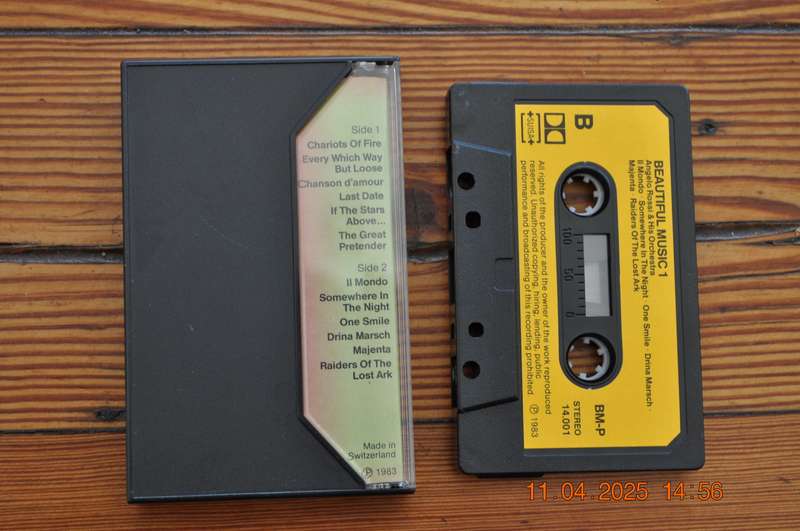 Side 1
Chariots Of Fire
Every Which Way
But Loose
Chanson d'amour
Last Date
If The Stars
Above...
The Great
Pretender
Side 2
Il Mondo
Somewhere In
The Night
One Smile
Drina Marsch
Majenta
Raiders Of The
Lost Ark
Made in
Switzerland
℗ 1983
BEAUTIFUL MUSIC 1
Angelo Rossi & His Orchestra
Il Mondo · Somewhere In The Night · One Smile · Drina Marsch ·
Majenta · Raiders Of The Lost Ark
B
SUISA
100 50 0
BM-P
STEREO
14.001
All rights of the producer and the owner of the work reproduced
reserved. Unauthorized copying, hiring, lending, public
performance and broadcasting of this recording prohibited. ℗ 1983
11.04.2025 14:56